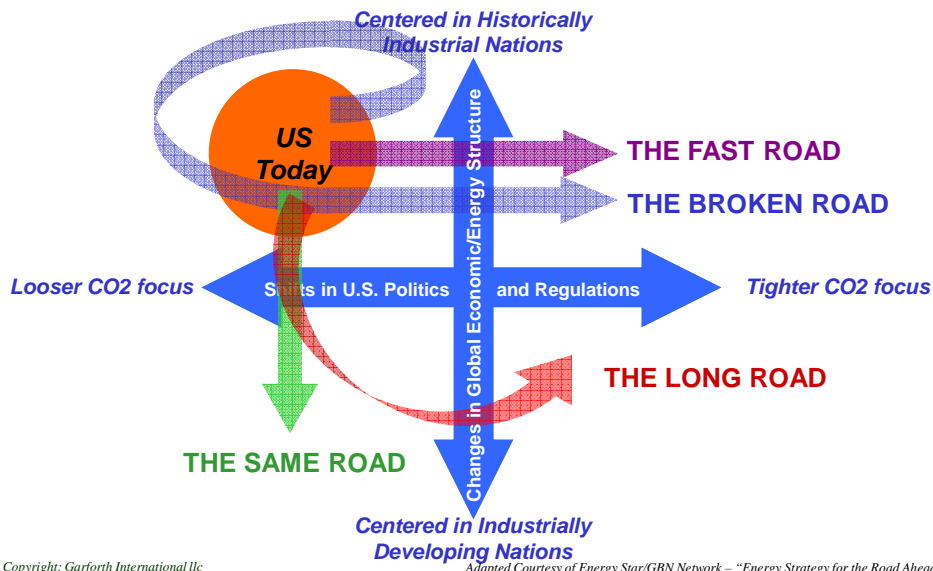 Centered in Historically
Industrial Nations
US
Today
THE FAST ROAD
THE BROKEN ROAD
Changes in Global Economic/Energy Structure
Looser CO2 focus
in U.S. Politics and Regulations
Tighter CO2 focus
THE LONG ROAD
THE SAME ROAD
Centered in Industrially
Developing Nations
Copyright: Garforth International llc
Adapted Courtesy of Energy Star/GBN Network – “Energy Strategy for the Road Ahead